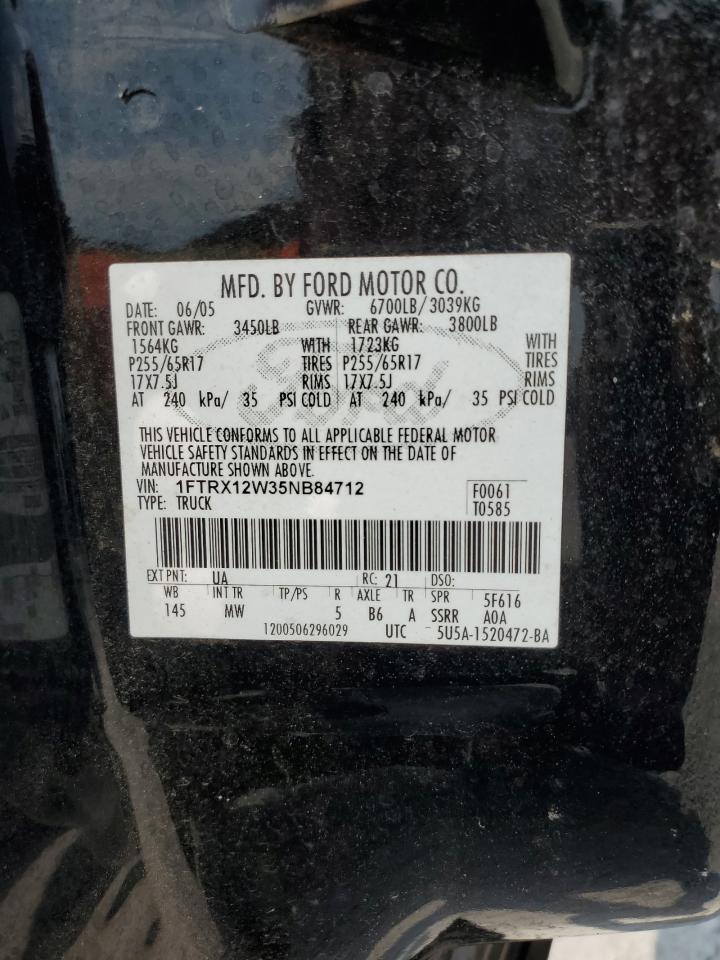 MFD. BY FORD MOTOR CO.
DATE: 06/05 GVWR: 6700LB/3039KG
FRONT GAWR: 3450LB REAR GAWR: 3800LB
1564KG WITH 1723KG WITH
P255/65R17 TIRES P255/65R17 TIRES
17X7.5J RIMS 17X7.5J RIMS
AT 240 kPa/ 35 PSI COLD AT 240 kPa/ 35 PSI COLD
Ford
THIS VEHICLE CONFORMS TO ALL APPLICABLE FEDERAL MOTOR
VEHICLE SAFETY STANDARDS IN EFFECT ON THE DATE OF
MANUFACTURE SHOWN ABOVE.
VIN: 1FTRX12W35NB84712 F0061
TYPE: TRUCK T0585
EXT PNT: UA RC: 21 DSO:
WB INT TR TP/PS R AXLE TR SPR 5F616
145 MW 5 B6 A SSRR A0A
1200506296029 UTC 5U5A-1520472-BA